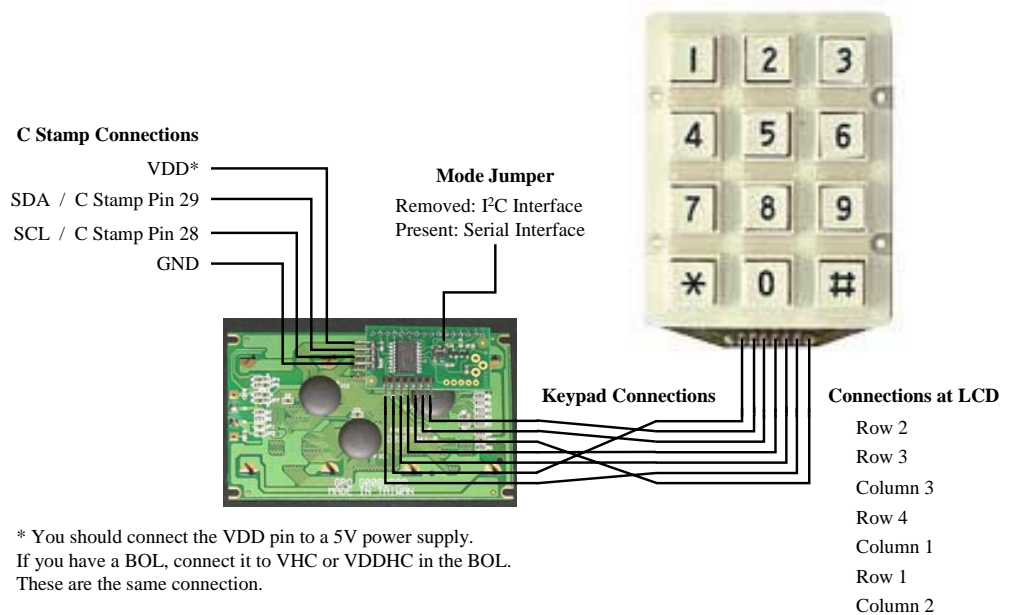 1 2 3
4 5 6
7 8 9
* 0 #
C Stamp Connections
VDD*
SDA / C Stamp Pin 29
SCL / C Stamp Pin 28
GND
Mode Jumper
Removed: I²C Interface
Present: Serial Interface
Keypad Connections
Connections at LCD
Row 2
Row 3
Column 3
Row 4
Column 1
Row 1
Column 2
MADE IN TAIWAN
* You should connect the VDD pin to a 5V power supply.
If you have a BOL, connect it to VHC or VDDHC in the BOL.
These are the same connection.